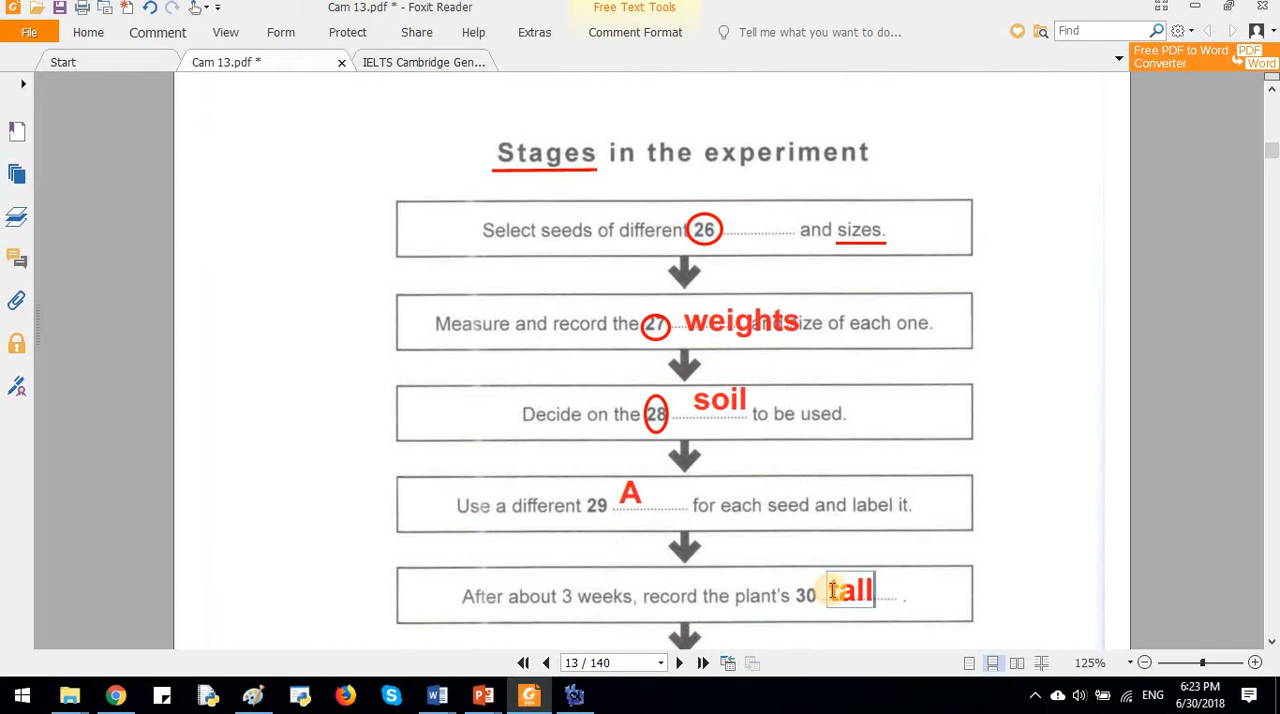 Cam 13.pdf * - Foxit Reader
Free Text Tools
File Home Comment View Form Protect Share Help Extras Comment Format Tell me what you want to do... Find
Start
Cam 13.pdf *
IELTS Cambridge Gen...
Free PDF to Word
Converter
PDF
Word
Stages in the experiment
Select seeds of different 26 .................. and sizes.
Measure and record the 27 weights and size of each one.
Decide on the 28 soil to be used.
Use a different 29 A for each seed and label it.
After about 3 weeks, record the plant's 30 tall .
13 / 140
125%
ENG
6:23 PM
6/30/2018